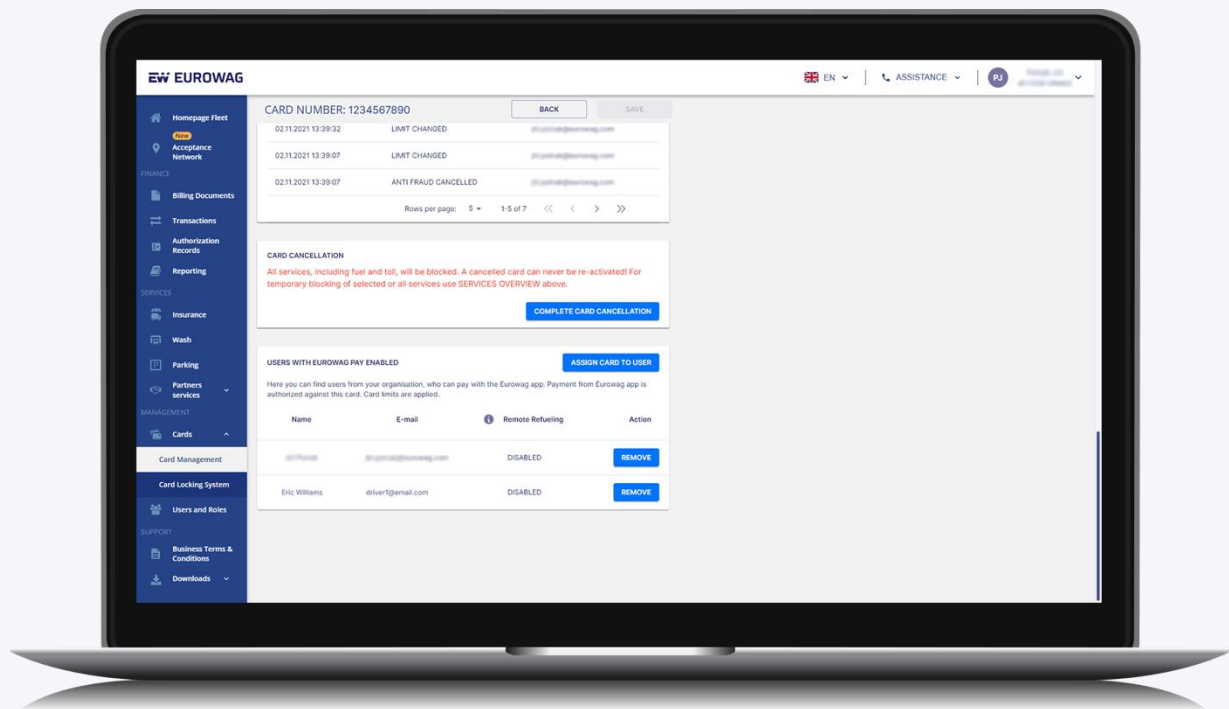 EW EUROWAG
EN
ASSISTANCE
PJ
Homepage Fleet
New
Acceptance
Network
FINANCE
Billing Documents
Transactions
Authorization
Records
Reporting
SERVICES
Insurance
Wash
P Parking
Partners
services
MANAGEMENT
Cards
Card Management
Card Locking System
Users and Roles
SUPPORT
Business Terms &
Conditions
Downloads
CARD NUMBER: 1234567890 BACK SAVE
02.11.2021 13:39:32 LIMIT CHANGED
02.11.2021 13:39:07 LIMIT CHANGED
02.11.2021 13:39:07 ANTI FRAUD CANCELLED
Rows per page: 5 1-5 of 7
CARD CANCELLATION
All services, including fuel and toll, will be blocked. A cancelled card can never be re-activated! For
temporary blocking of selected or all services use SERVICES OVERVIEW above.
COMPLETE CARD CANCELLATION
USERS WITH EUROWAG PAY ENABLED ASSIGN CARD TO USER
Here you can find users from your organisation, who can pay with the Eurowag app. Payment from Eurowag app is
authorized against this card. Card limits are applied.
Name E-mail Remote Refueling Action
DISABLED REMOVE
Eric Williams driver1@email.com DISABLED REMOVE